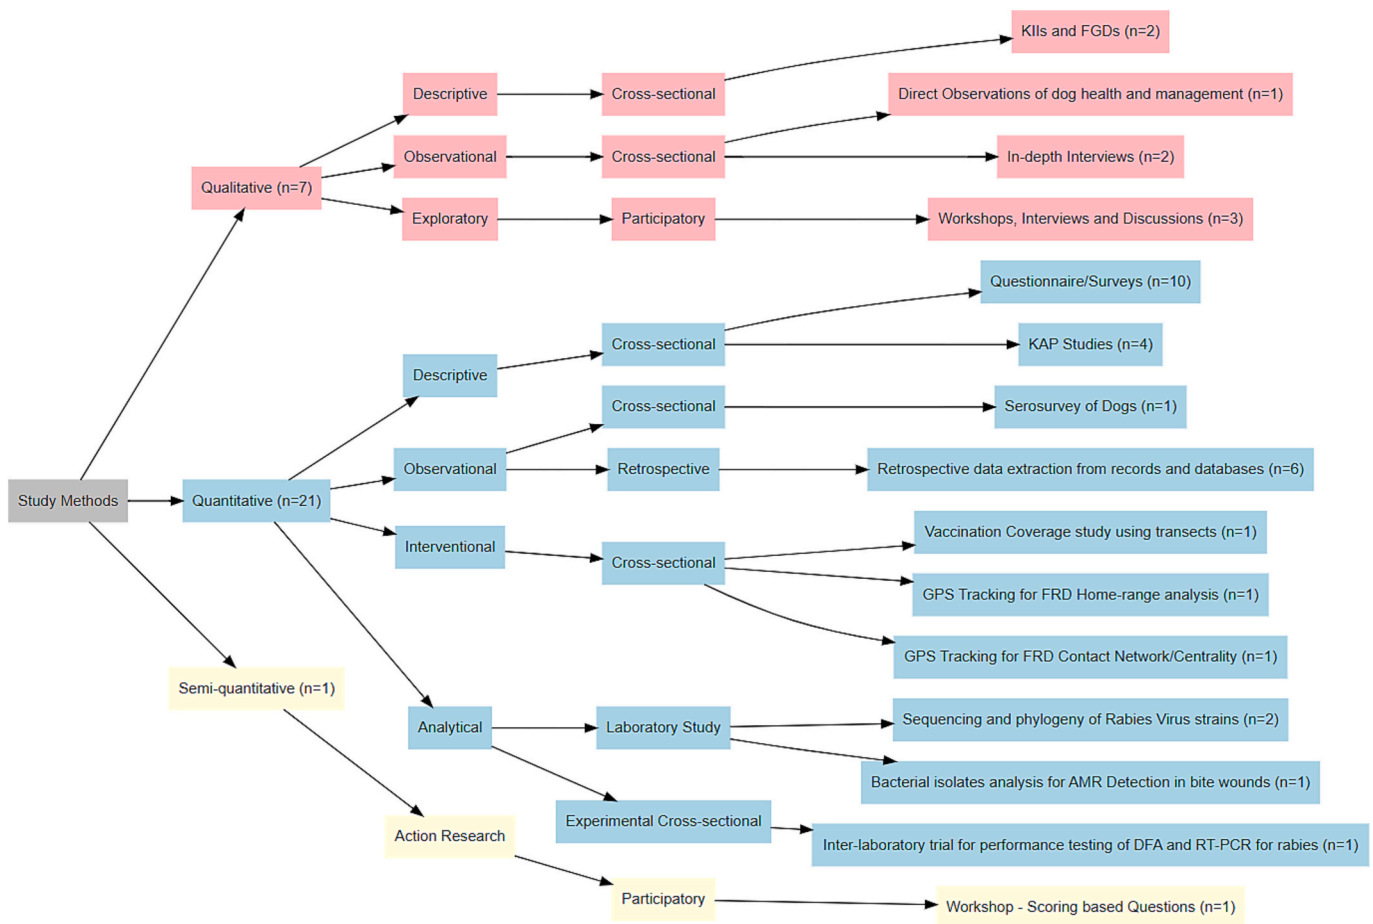 KIIs and FGDs (n=2)
Descriptive
Cross-sectional
Direct Observations of dog health and management (n=1)
Observational
Cross-sectional
In-depth Interviews (n=2)
Qualitative (n=7)
Exploratory
Participatory
Workshops, Interviews and Discussions (n=3)
Questionnaire/Surveys (n=10)
Cross-sectional
KAP Studies (n=4)
Descriptive
Cross-sectional
Serosurvey of Dogs (n=1)
Observational
Retrospective
Retrospective data extraction from records and databases (n=6)
Study Methods
Quantitative (n=21)
Vaccination Coverage study using transects (n=1)
Interventional
Cross-sectional
GPS Tracking for FRD Home-range analysis (n=1)
GPS Tracking for FRD Contact Network/Centrality (n=1)
Semi-quantitative (n=1)
Analytical
Laboratory Study
Sequencing and phylogeny of Rabies Virus strains (n=2)
Bacterial isolates analysis for AMR Detection in bite wounds (n=1)
Experimental Cross-sectional
Inter-laboratory trial for performance testing of DFA and RT-PCR for rabies (n=1)
Action Research
Participatory
Workshop - Scoring based Questions (n=1)